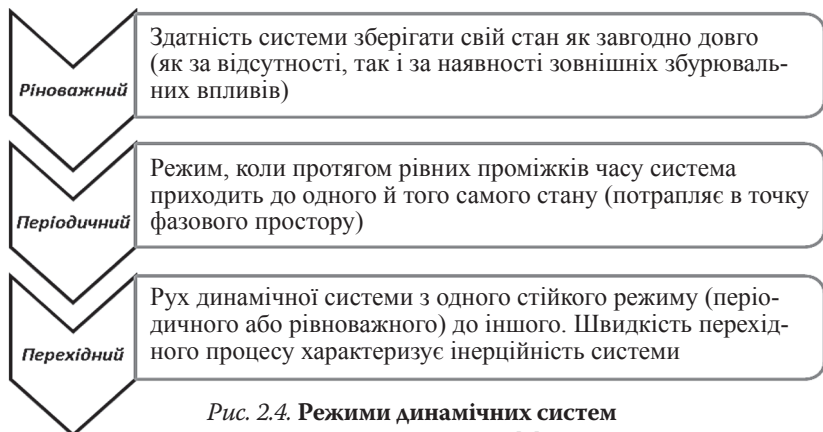 Ріноважний
Здатність системи зберігати свій стан як завгодно довго
(як за відсутності, так і за наявності зовнішніх збурюваль-
них впливів)
Періодичний
Режим, коли протягом рівних проміжків часу система
приходить до одного й того самого стану (потрапляє в точку
фазового простору)
Перехідний
Рух динамічної системи з одного стійкого режиму (періо-
дичного або рівноважного) до іншого. Швидкість перехід-
ного процесу характеризує інерційність системи
Рис. 2.4. Режими динамічних систем